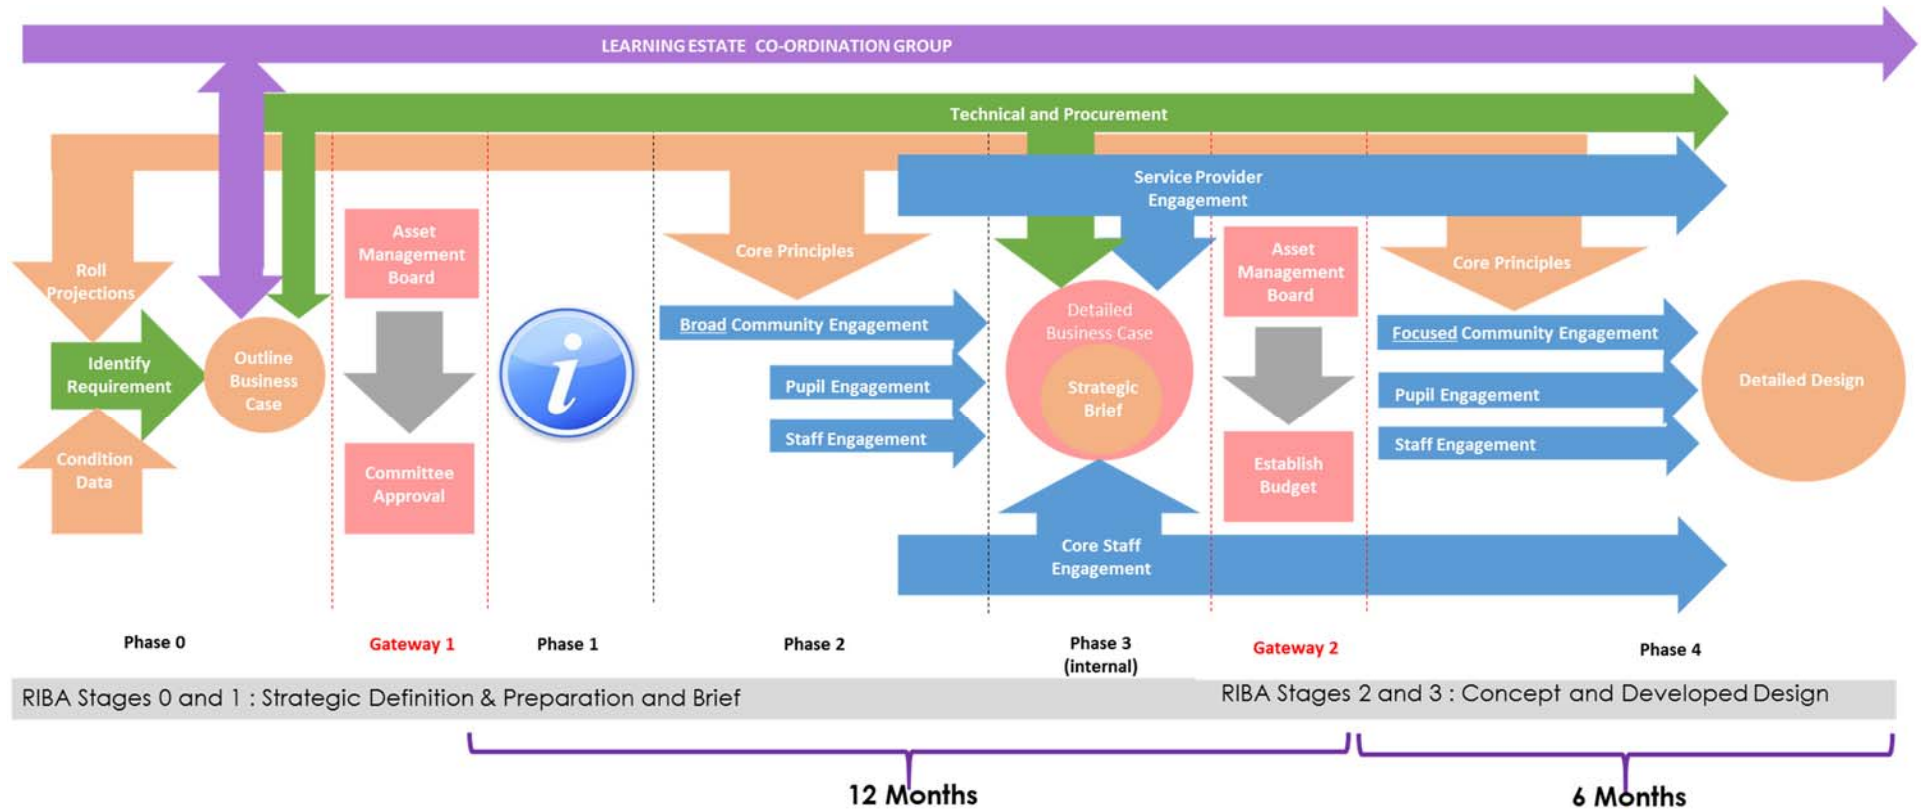 LEARNING ESTATE CO-ORDINATION GROUP
Technical and Procurement
Service Provider
Engagement
Roll
Projections
Identify
Requirement
Condition
Data
Outline
Business
Case
Asset
Management
Board
Committee
Approval
i
Core Principles
Broad Community Engagement
Pupil Engagement
Staff Engagement
Detailed
Business Case
Strategic
Brief
Core Staff
Engagement
Asset
Management
Board
Establish
Budget
Core Principles
Focused Community Engagement
Pupil Engagement
Staff Engagement
Detailed Design
Phase 0
Gateway 1
Phase 1
Phase 2
Phase 3
(internal)
Gateway 2
Phase 4
RIBA Stages 0 and 1 : Strategic Definition & Preparation and Brief
RIBA Stages 2 and 3 : Concept and Developed Design
12 Months
6 Months